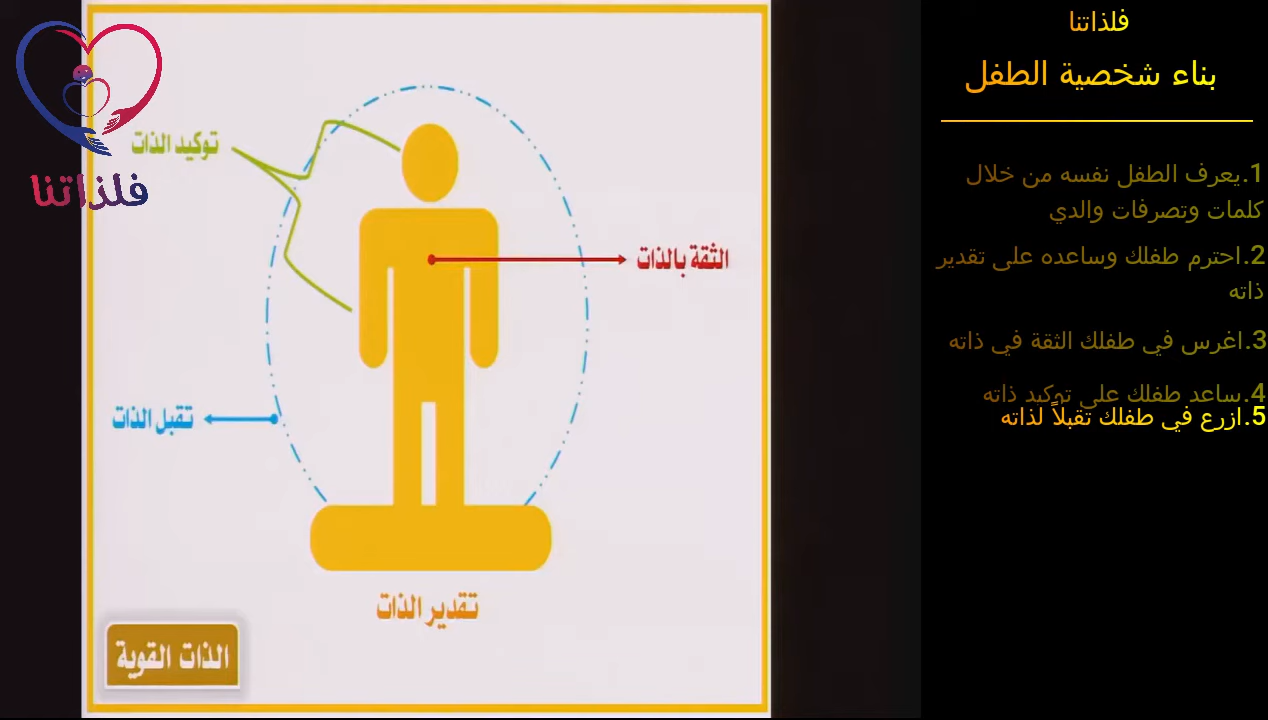 فلذاتنا
بناء شخصية الطفل
1.يعرف الطفل نفسه من خلال
كلمات وتصرفات والدي
2.احترم طفلك وساعده على تقدير
ذاته
3.اغرس في طفلك الثقة في ذاته
4.ساعد طفلك على توكيد ذاته
5.ازرع في طفلك تقبلاً لذاته
فلذاتنا
توكيد الذات
الثقة بالذات
تقبل الذات
تقدير الذات
الذات القوية